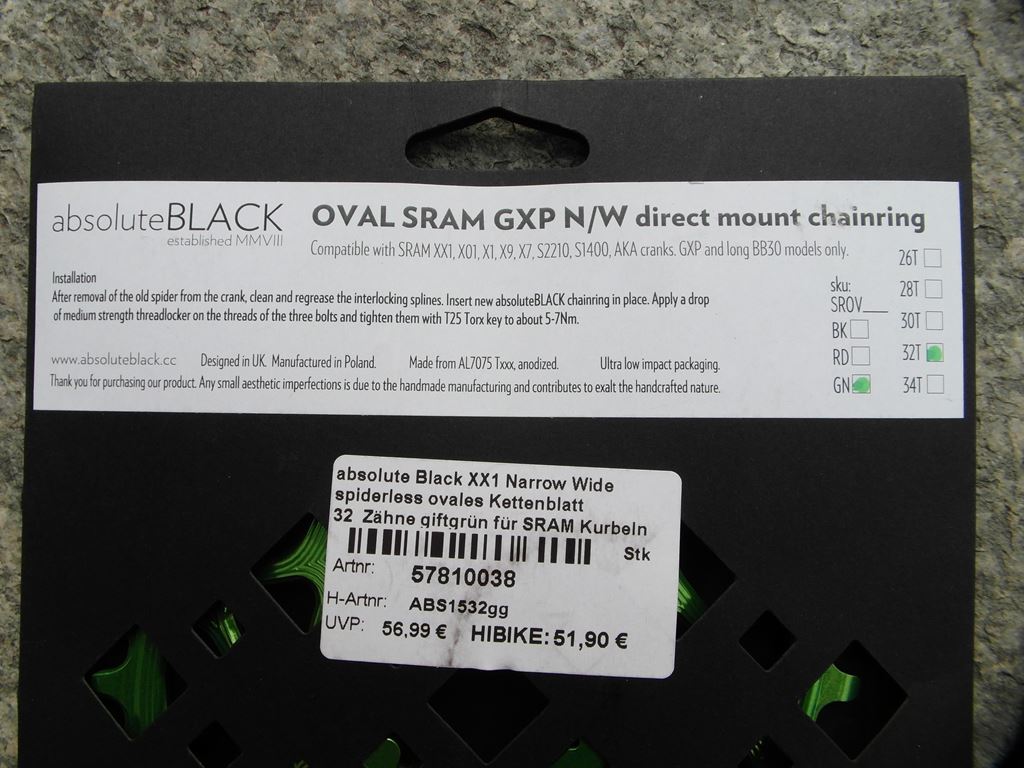 absoluteBLACK
established MMVIII
OVAL SRAM GXP N/W direct mount chainring
Compatible with SRAM XX1, X01, X1, X9, X7, S2210, S1400, AKA cranks. GXP and long BB30 models only.
Installation
After removal of the old spider from the crank, clean and regrease the interlocking splines. Insert new absoluteBLACK chainring in place. Apply a drop
of medium strength threadlocker on the threads of the three bolts and tighten them with T25 Torx key to about 5-7Nm.
www.absoluteblack.cc Designed in UK. Manufactured in Poland. Made from AL7075 Txxx, anodized. Ultra low impact packaging.
Thank you for purchasing our product. Any small aesthetic imperfections is due to the handmade manufacturing and contributes to exalt the handcrafted nature.
sku:
SROV___
BK
RD
GN
26T
28T
30T
32T
34T
absolute Black XX1 Narrow Wide
spiderless ovales Kettenblatt
32 Zähne giftgrün für SRAM Kurbeln
Stk
Artnr: 57810038
H-Artnr: ABS1532gg
UVP: 56,99 € HIBIKE: 51,90 €